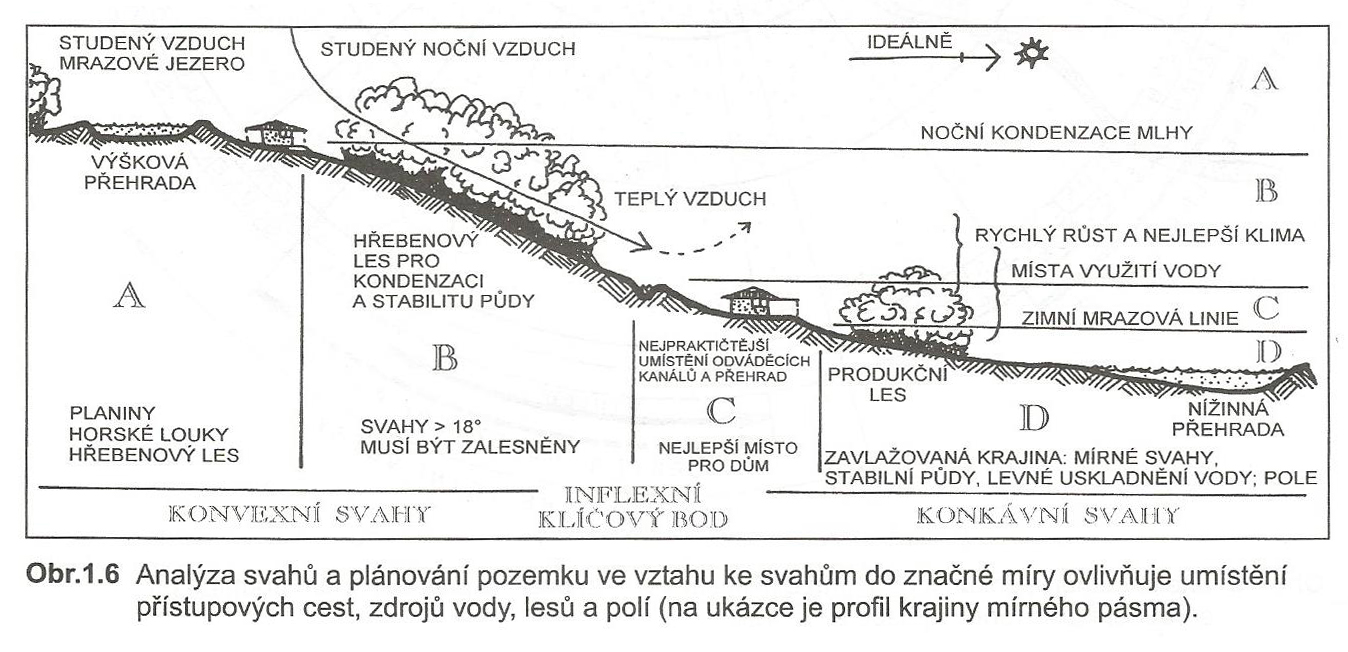 STUDENÝ VZDUCH
MRAZOVÉ JEZERO
STUDENÝ NOČNÍ VZDUCH
IDEÁLNĚ
A
NOČNÍ KONDENZACE MLHY
VÝŠKOVÁ
PŘEHRADA
TEPLÝ VZDUCH
B
RYCHLÝ RŮST A NEJLEPŠÍ KLIMA
HŘEBENOVÝ
LES PRO
KONDENZACI
A STABILITU PŮDY
MÍSTA VYUŽITÍ VODY
A
ZIMNÍ MRAZOVÁ LINIE
C
B
NEJPRAKTIČTĚJŠÍ
UMÍSTĚNÍ ODVÁDĚCÍCH
KANÁLŮ A PŘEHRAD
D
PRODUKČNÍ
LES
C
D
NÍŽINNÁ
PŘEHRADA
PLANINY
HORSKÉ LOUKY
HŘEBENOVÝ LES
SVAHY > 18°
MUSÍ BÝT ZALESNĚNY
NEJLEPŠÍ MÍSTO
PRO DŮM
ZAVLAŽOVANÁ KRAJINA: MÍRNÉ SVAHY,
STABILNÍ PŮDY, LEVNÉ USKLADNĚNÍ VODY; POLE
KONVEXNÍ SVAHY
INFLEXNÍ
KLÍČOVÝ BOD
KONKÁVNÍ SVAHY
Obr.1.6 Analýza svahů a plánování pozemku ve vztahu ke svahům do značné míry ovlivňuje umístění
přístupových cest, zdrojů vody, lesů a polí (na ukázce je profil krajiny mírného pásma).